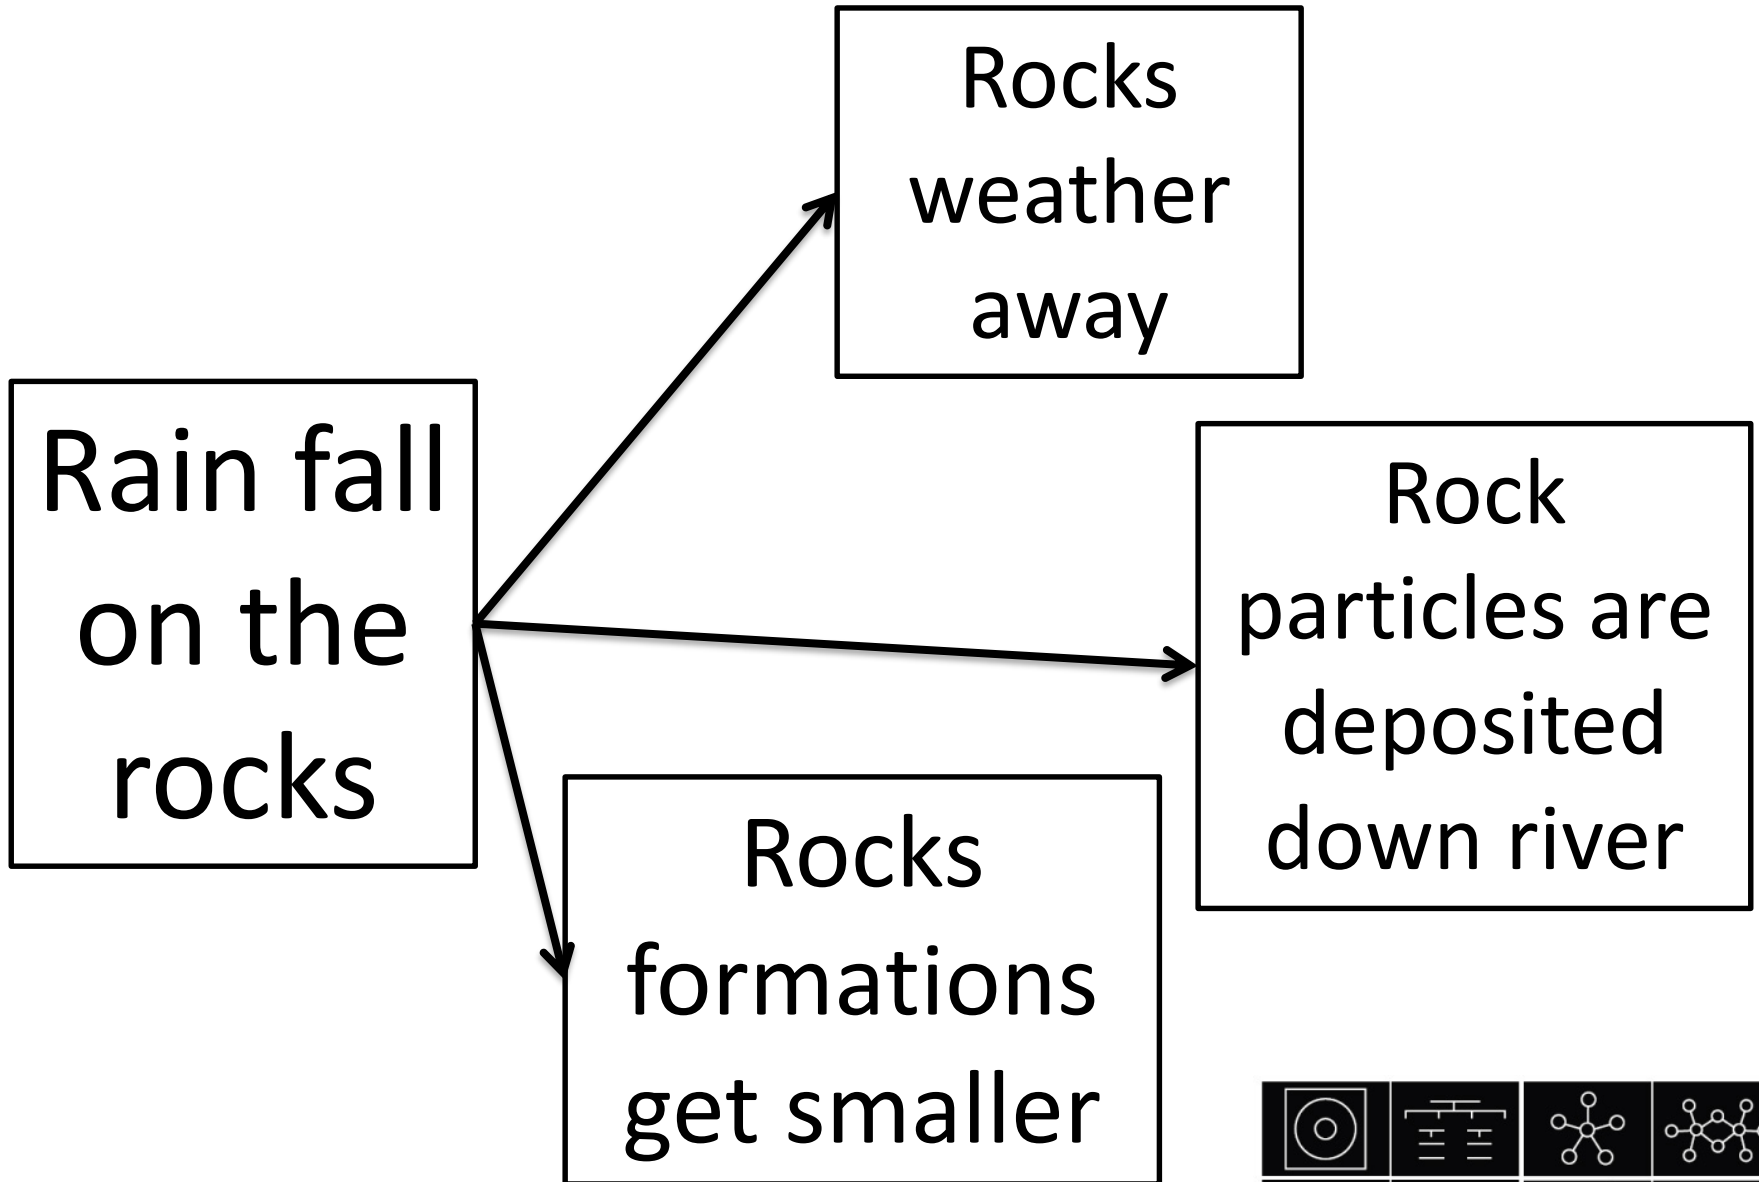 Rain fall
on the
rocks
Rocks
weather
away
Rock
particles are
deposited
down river
Rocks
formations
get smaller